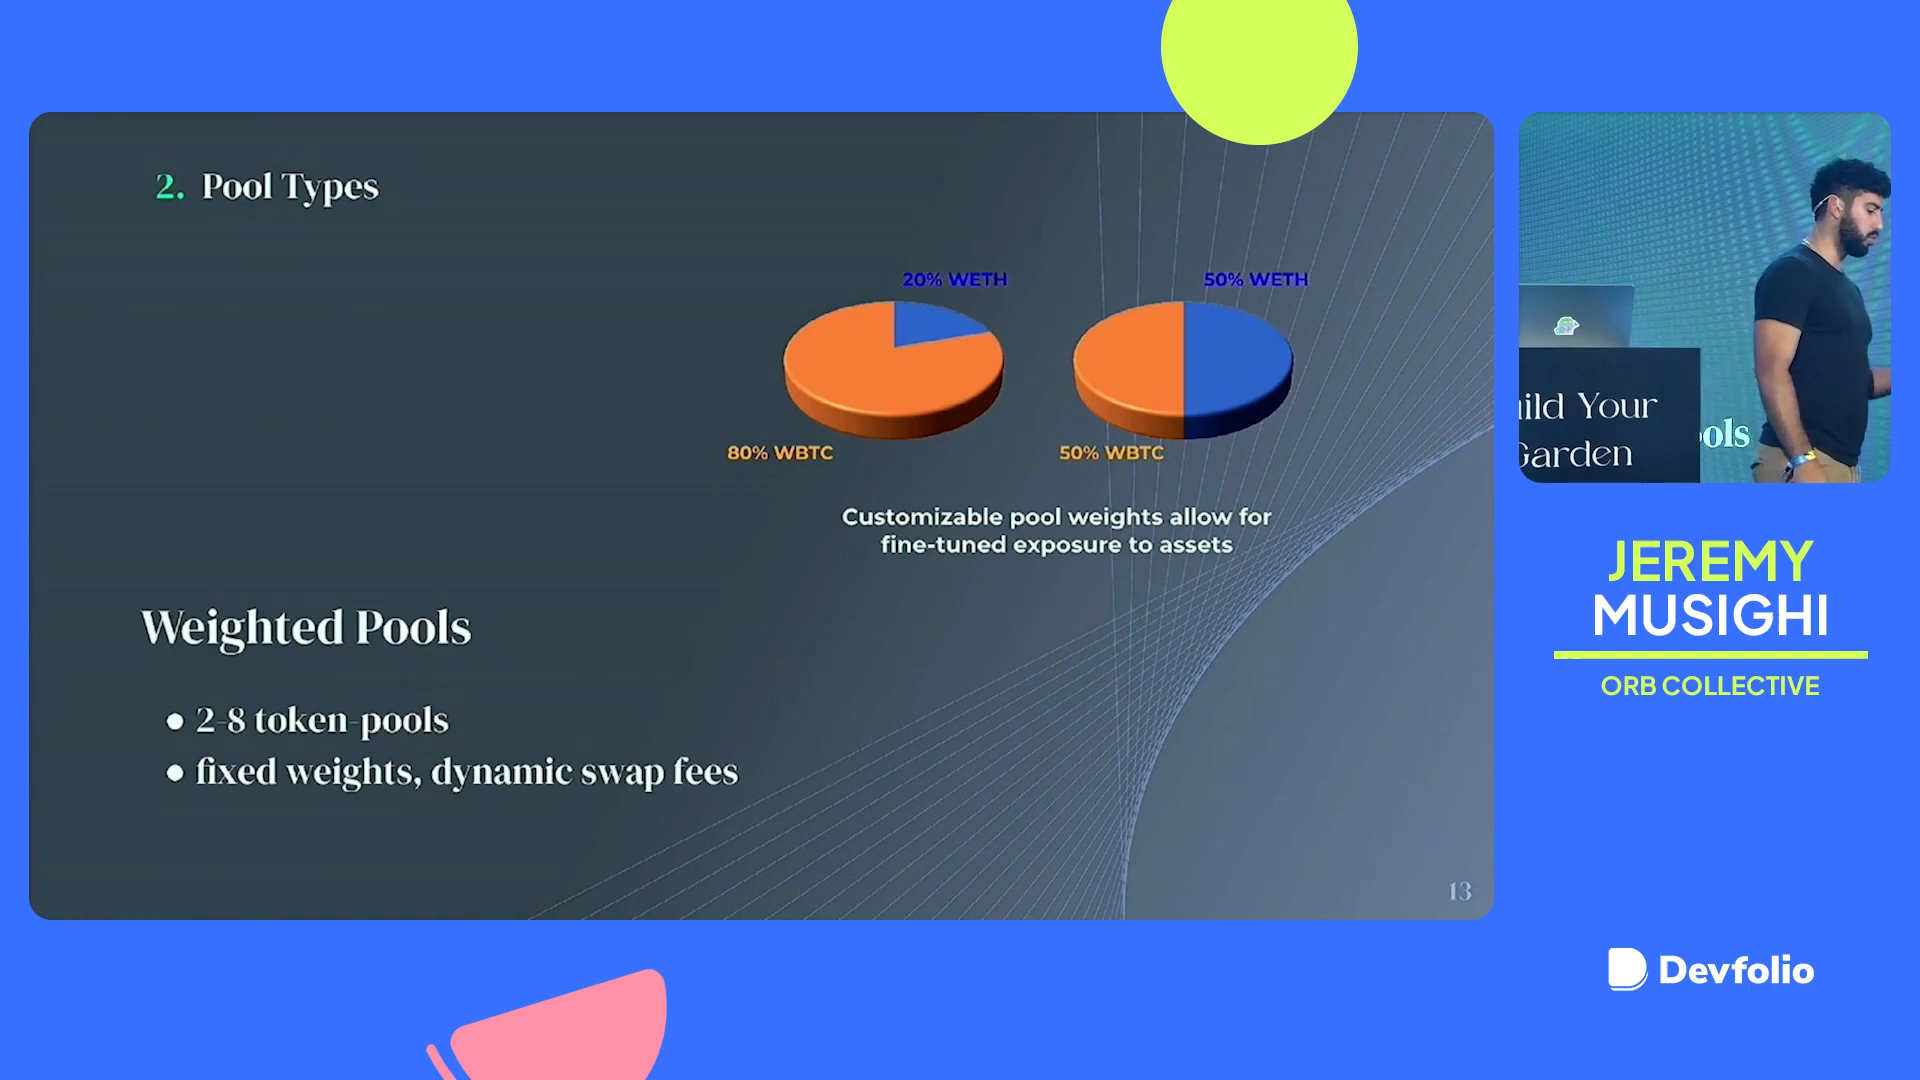 2. Pool Types
20% WETH
50% WETH
80% WBTC
50% WBTC
Customizable pool weights allow for
fine-tuned exposure to assets
Weighted Pools
● 2-8 token-pools
● fixed weights, dynamic swap fees
13
ild Your
Garden
ools
JEREMY
MUSIGHI
ORB COLLECTIVE
Devfolio